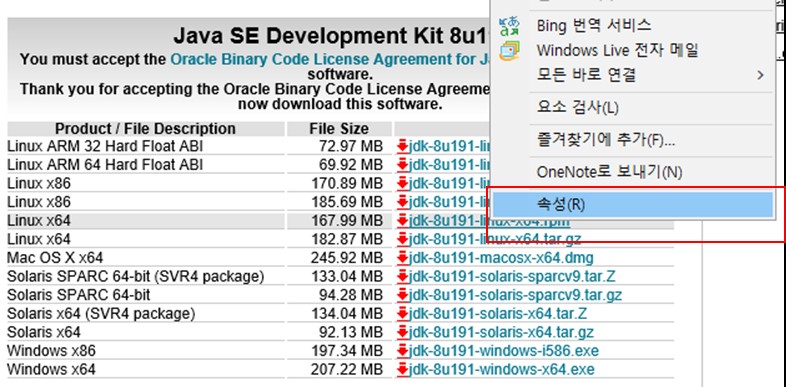 Java SE Development Kit 8u19
You must accept the Oracle Binary Code License Agreement for Ja
software.
Thank you for accepting the Oracle Binary Code License Agreeme
now download this software.
Product / File Description File Size
Linux ARM 32 Hard Float ABI 72.97 MB jdk-8u191-li
Linux ARM 64 Hard Float ABI 69.92 MB jdk-8u191-li
Linux x86 170.89 MB jdk-8u191-li
Linux x86 185.69 MB jdk-8u191-li
Linux x64 167.99 MB jdk-8u191-linux-x64.rpm
Linux x64 182.87 MB jdk-8u191-linux-x64.tar.gz
Mac OS X x64 245.92 MB jdk-8u191-macosx-x64.dmg
Solaris SPARC 64-bit (SVR4 package) 133.04 MB jdk-8u191-solaris-sparcv9.tar.Z
Solaris SPARC 64-bit 94.28 MB jdk-8u191-solaris-sparcv9.tar.gz
Solaris x64 (SVR4 package) 134.04 MB jdk-8u191-solaris-x64.tar.Z
Solaris x64 92.13 MB jdk-8u191-solaris-x64.tar.gz
Windows x86 197.34 MB jdk-8u191-windows-i586.exe
Windows x64 207.22 MB jdk-8u191-windows-x64.exe
Bing 번역 서비스
Windows Live 전자 메일
모든 바로 연결
요소 검사(L)
즐겨찾기에 추가(F)...
OneNote로 보내기(N)
속성(R)